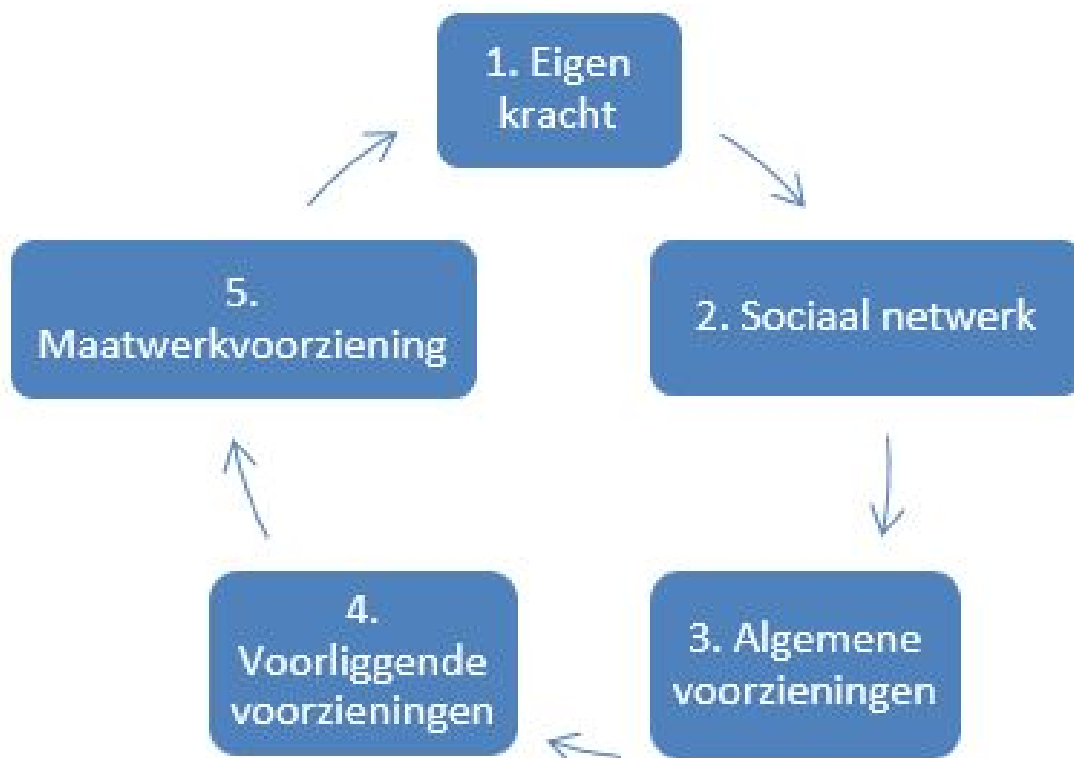 1. Eigen
kracht
2. Sociaal netwerk
3. Algemene
voorzieningen
4.
Voorliggende
voorzieningen
5.
Maatwerkvoorziening